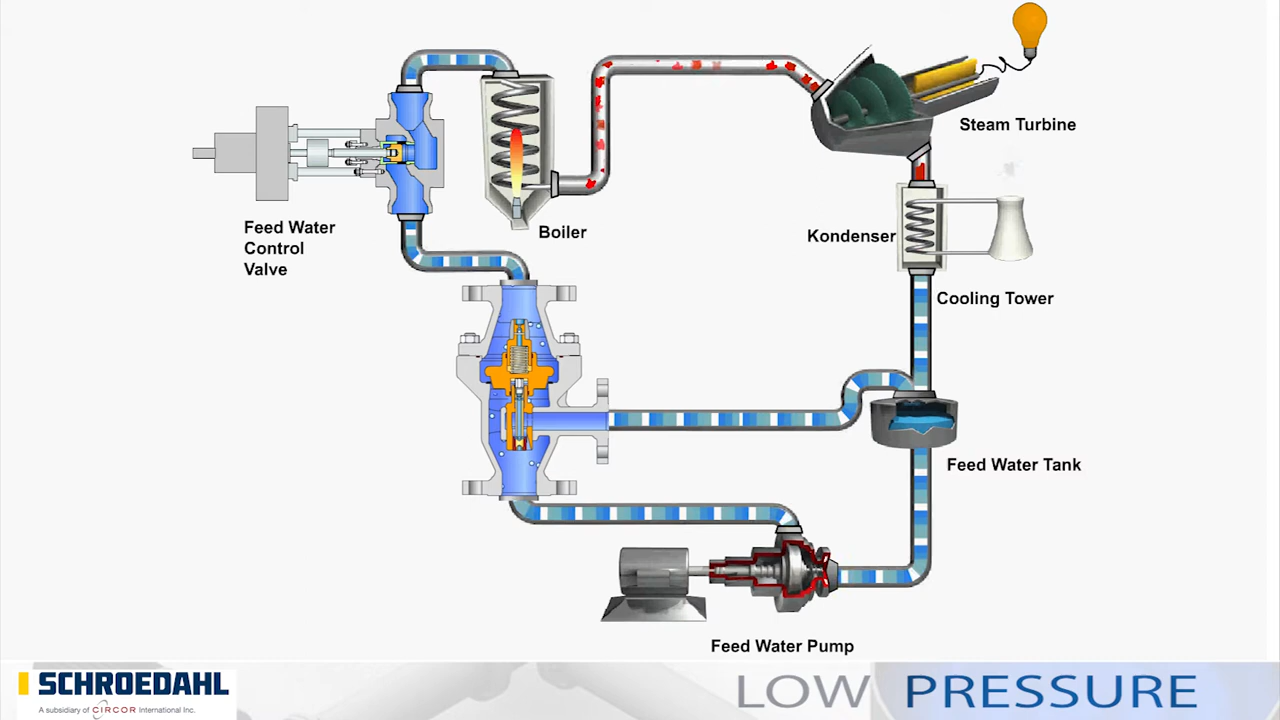 Steam Turbine
Feed Water
Control
Valve
Boiler
Kondenser
Cooling Tower
Feed Water Tank
Feed Water Pump
SCHROEDAHL
A subsidiary of CIRCOR International Inc.
LOW PRESSURE